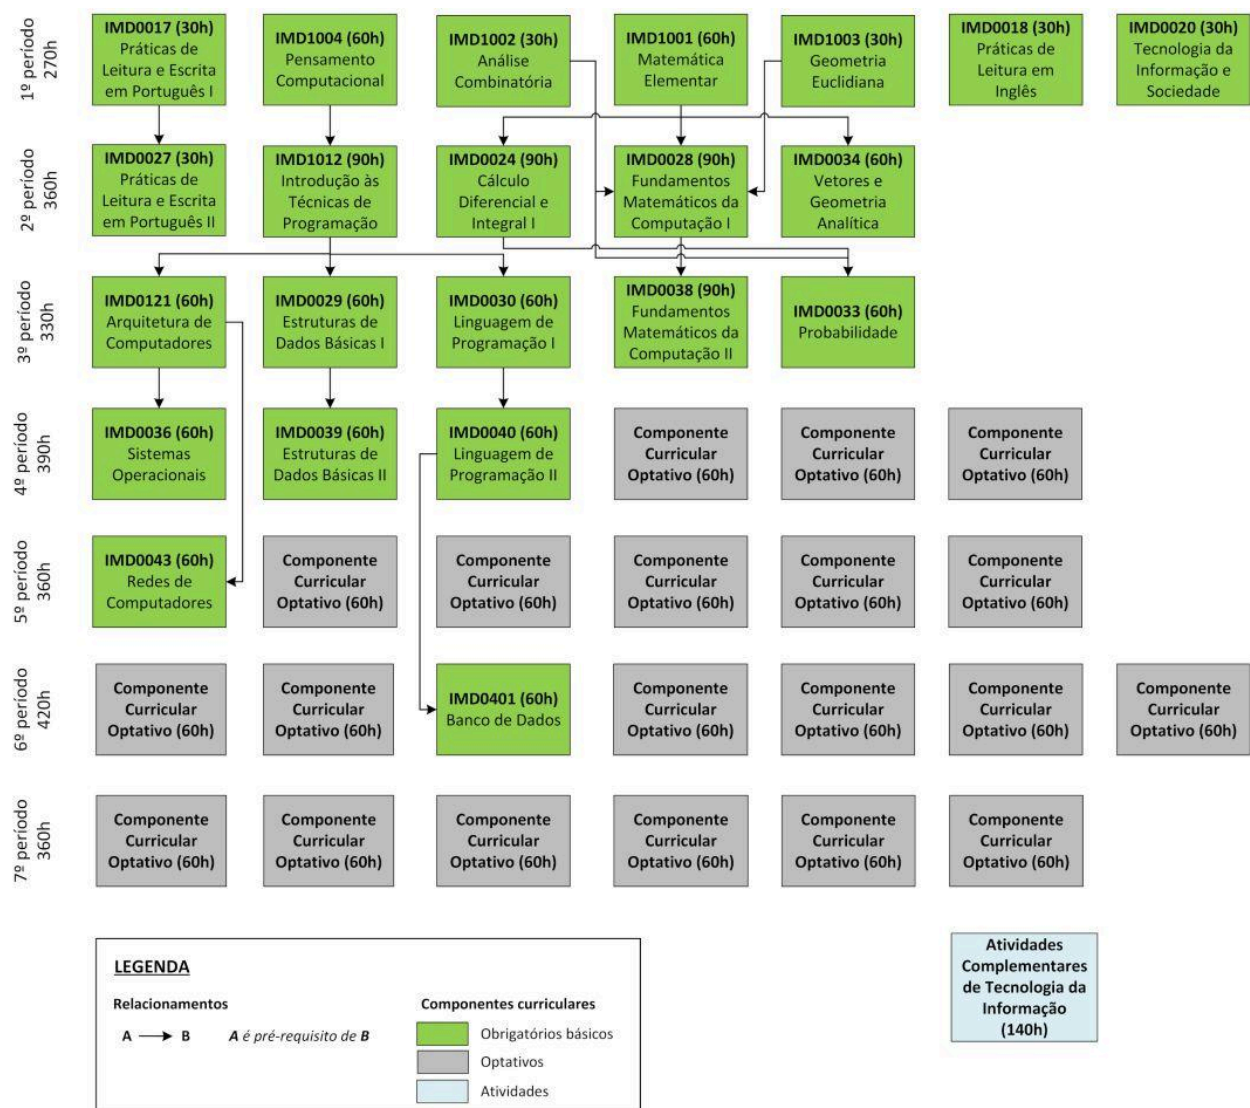 1º período
270h
IMD0017 (30h)
Práticas de
Leitura e Escrita
em Português I
IMD1004 (60h)
Pensamento
Computacional
IMD1002 (30h)
Análise
Combinatória
IMD1001 (60h)
Matemática
Elementar
IMD1003 (30h)
Geometria
Euclidiana
IMD0018 (30h)
Práticas de
Leitura em
Inglês
IMD0020 (30h)
Tecnologia da
Informação e
Sociedade
2º período
360h
IMD0027 (30h)
Práticas de
Leitura e Escrita
em Português II
IMD1012 (90h)
Introdução às
Técnicas de
Programação
IMD0024 (90h)
Cálculo
Diferencial e
Integral I
IMD0028 (90h)
Fundamentos
Matemáticos da
Computação I
IMD0034 (60h)
Vetores e
Geometria
Analítica
3º período
330h
IMD0121 (60h)
Arquitetura de
Computadores
IMD0029 (60h)
Estruturas de
Dados Básicas I
IMD0030 (60h)
Linguagem de
Programação I
IMD0038 (90h)
Fundamentos
Matemáticos da
Computação II
IMD0033 (60h)
Probabilidade
4º período
390h
IMD0036 (60h)
Sistemas
Operacionais
IMD0039 (60h)
Estruturas de
Dados Básicas II
IMD0040 (60h)
Linguagem de
Programação II
Componente
Curricular
Optativo (60h)
Componente
Curricular
Optativo (60h)
Componente
Curricular
Optativo (60h)
5º período
360h
IMD0043 (60h)
Redes de
Computadores
Componente
Curricular
Optativo (60h)
Componente
Curricular
Optativo (60h)
Componente
Curricular
Optativo (60h)
Componente
Curricular
Optativo (60h)
Componente
Curricular
Optativo (60h)
6º período
420h
Componente
Curricular
Optativo (60h)
Componente
Curricular
Optativo (60h)
IMD0401 (60h)
Banco de Dados
Componente
Curricular
Optativo (60h)
Componente
Curricular
Optativo (60h)
Componente
Curricular
Optativo (60h)
Componente
Curricular
Optativo (60h)
7º período
360h
Componente
Curricular
Optativo (60h)
Componente
Curricular
Optativo (60h)
Componente
Curricular
Optativo (60h)
Componente
Curricular
Optativo (60h)
Componente
Curricular
Optativo (60h)
Componente
Curricular
Optativo (60h)
LEGENDA
Relacionamentos
A → B A é pré-requisito de B
Componentes curriculares
Obrigatórios básicos
Optativos
Atividades
Atividades
Complementares
de Tecnologia da
Informação
(140h)